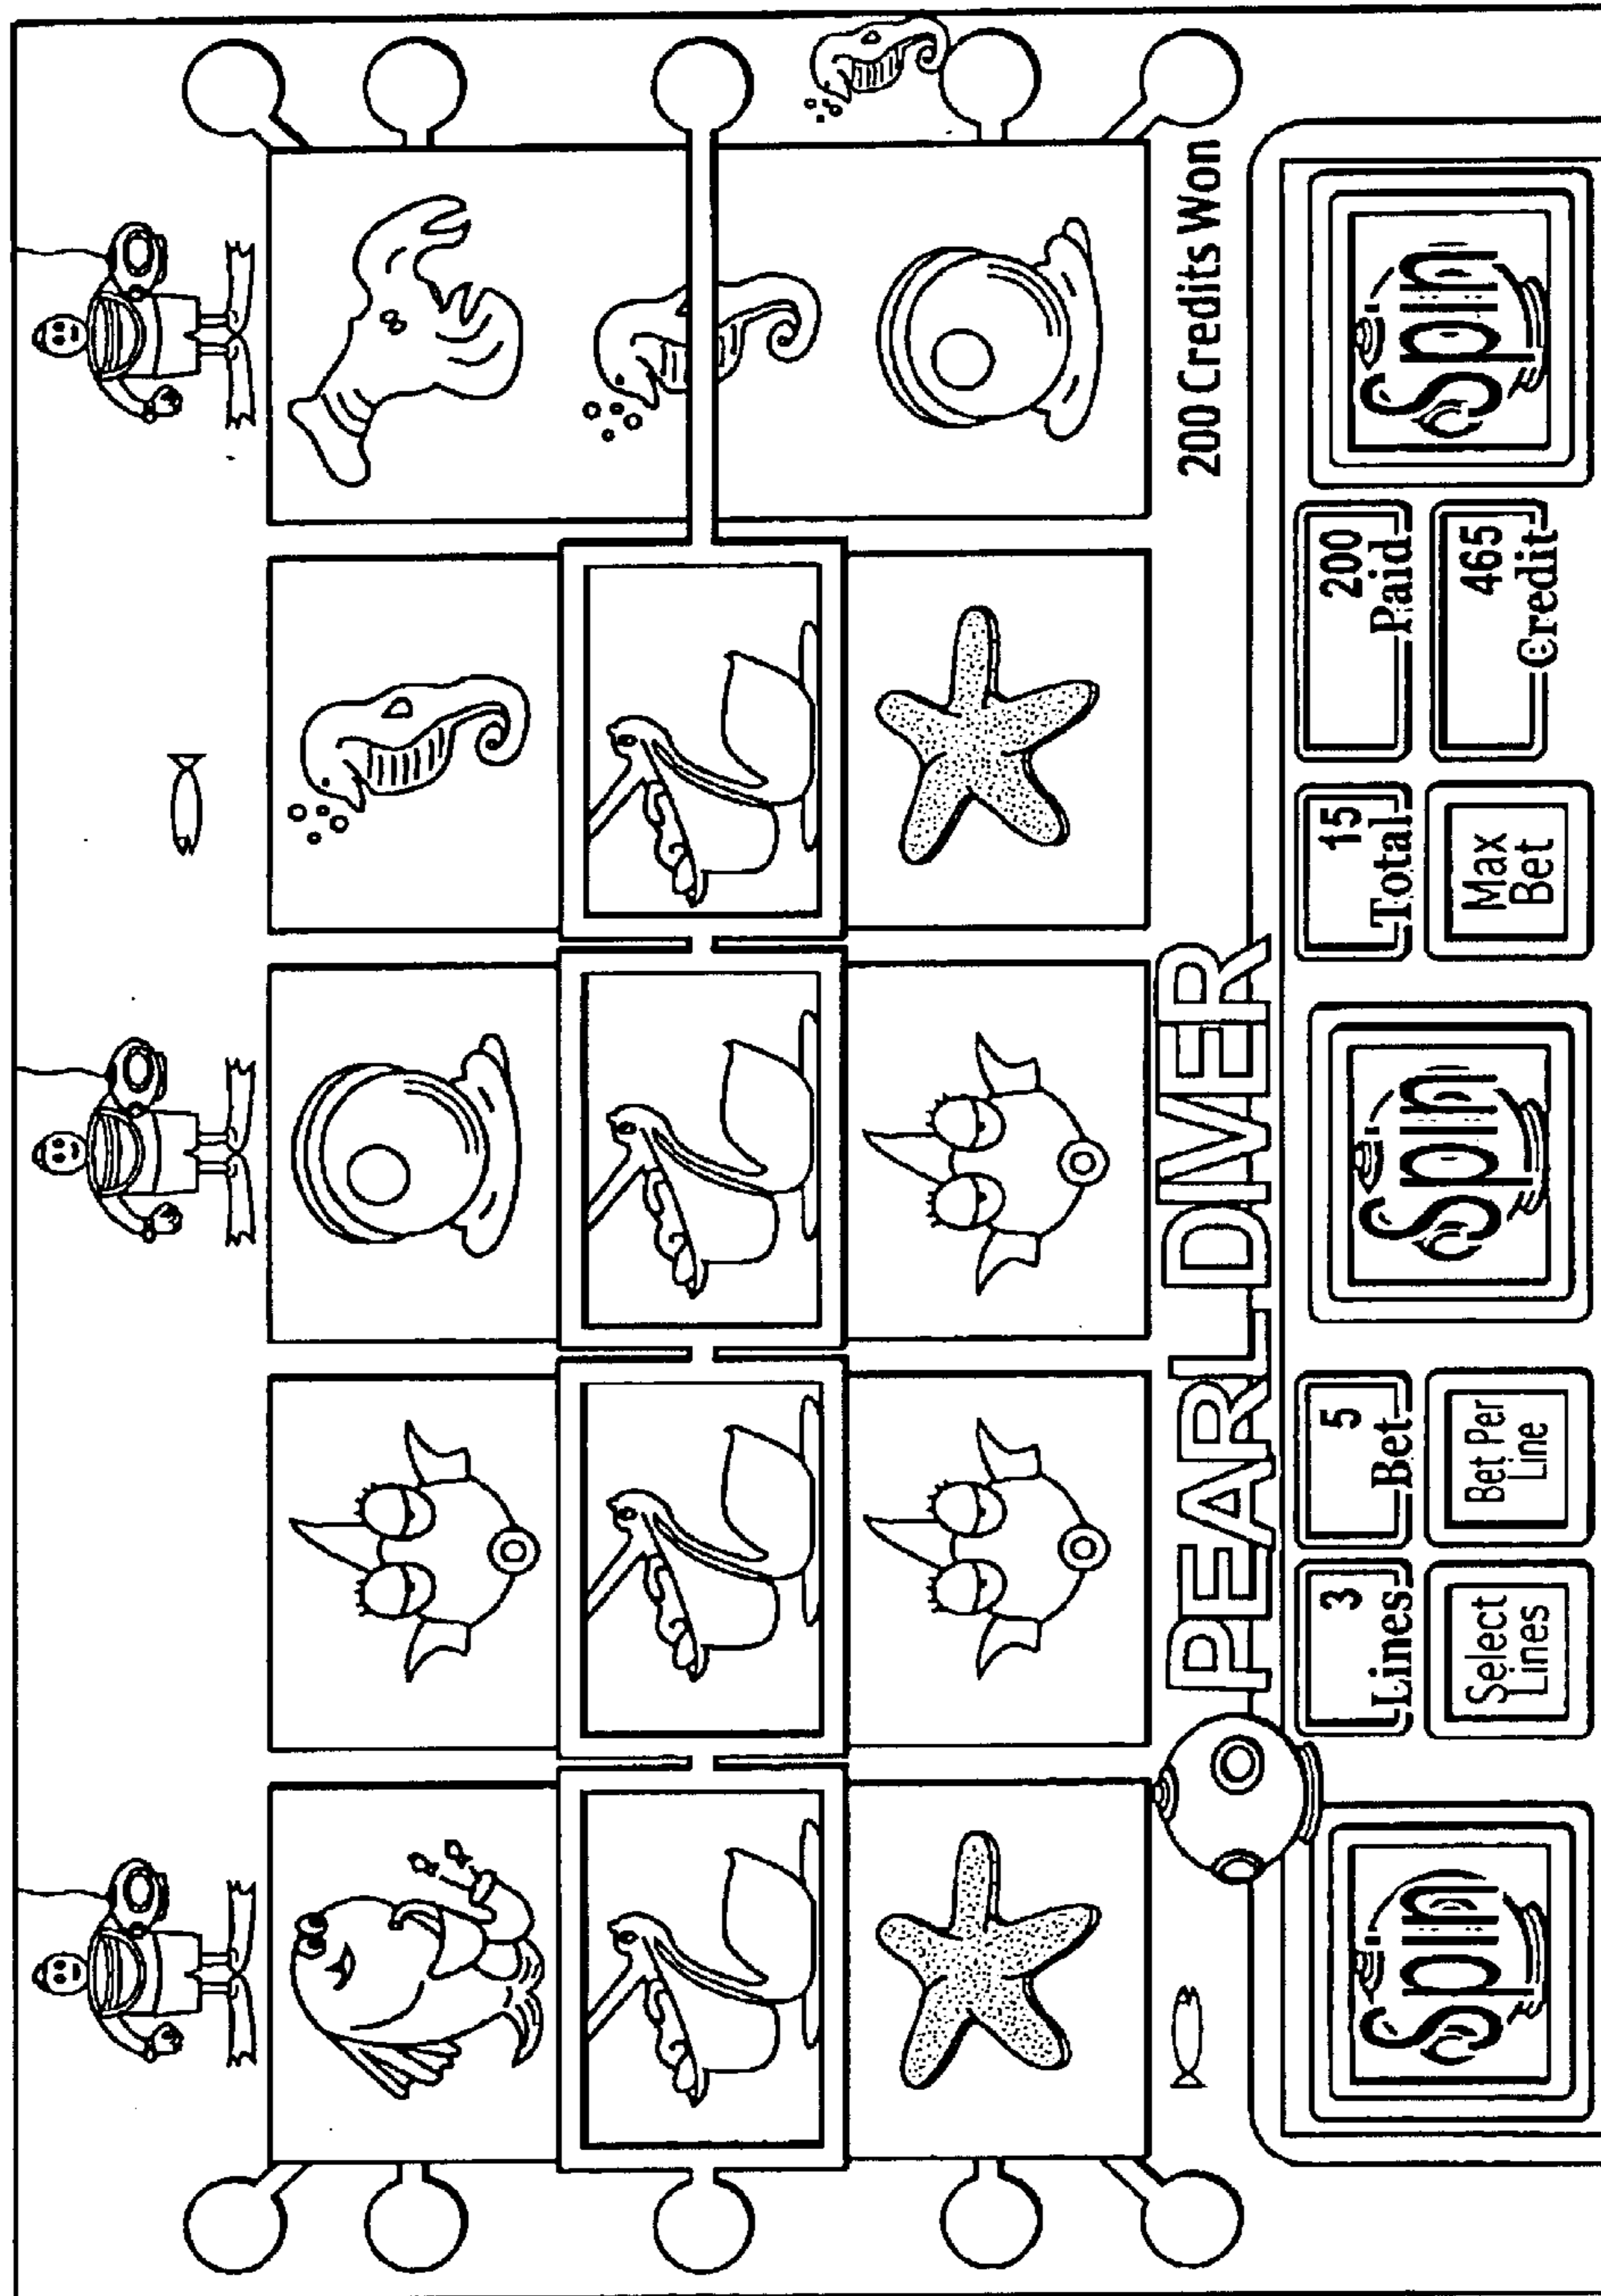 200 Credits Won
PEARL DIVER
3
Lines
5
Bet
15
Total
200
Paid
Select
Lines
Bet Per
Line
Max
Bet
465
Credit
Spin
Spin
Spin